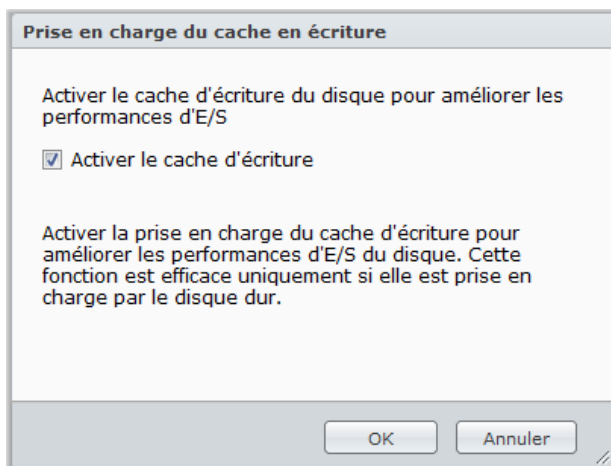 Prise en charge du cache en écriture
Activer le cache d'écriture du disque pour améliorer les
performances d'E/S
Activer le cache d'écriture
Activer la prise en charge du cache d'écriture pour
améliorer les performances d'E/S du disque. Cette
fonction est efficace uniquement si elle est prise en
charge par le disque dur.
OK
Annuler